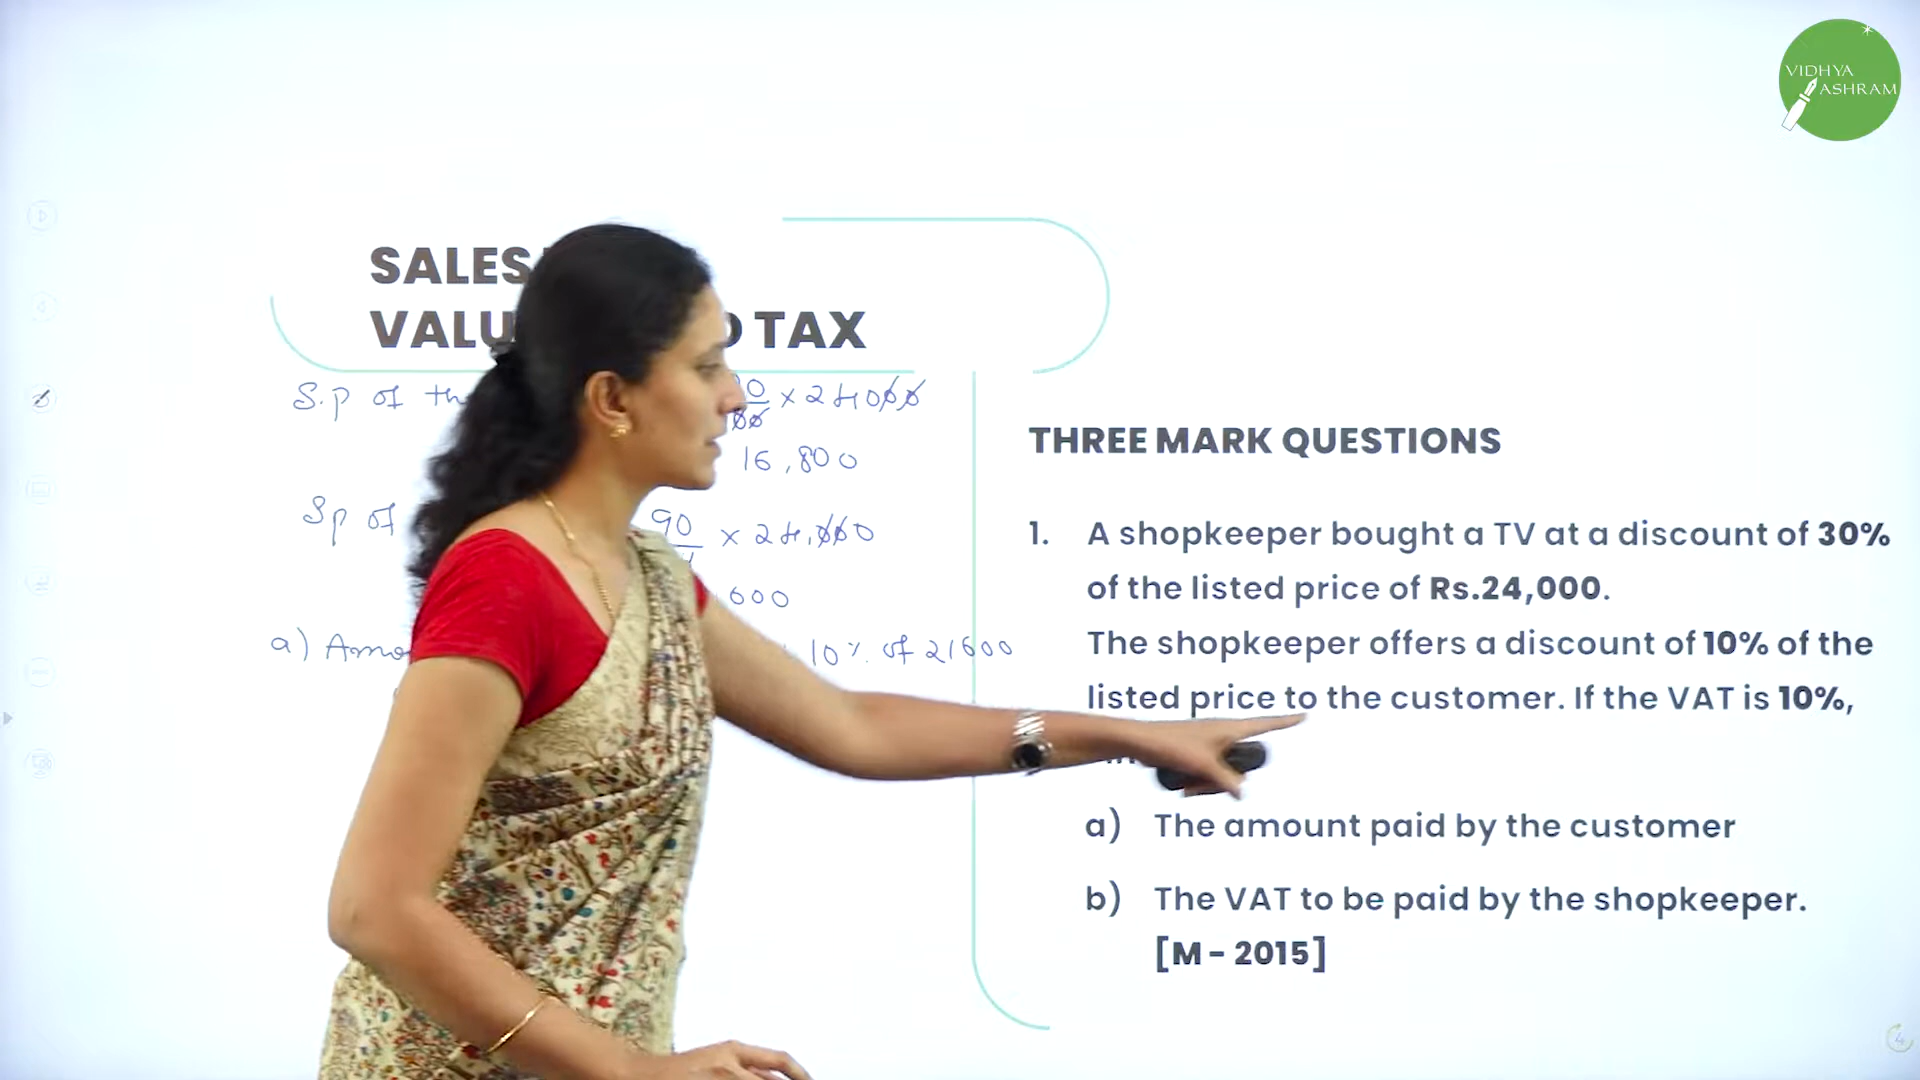 VIDHYA
ASHRAM
SALES
TAX
S.p of
× 24000
16,800
Sp of
90
× 24,000
600
a)
10% of 21600
THREE MARK QUESTIONS
1. A shopkeeper bought a TV at a discount of 30%
of the listed price of Rs.24,000.
The shopkeeper offers a discount of 10% of the
listed price to the customer. If the VAT is 10%,
a) The amount paid by the customer
b) The VAT to be paid by the shopkeeper.
[M - 2015]